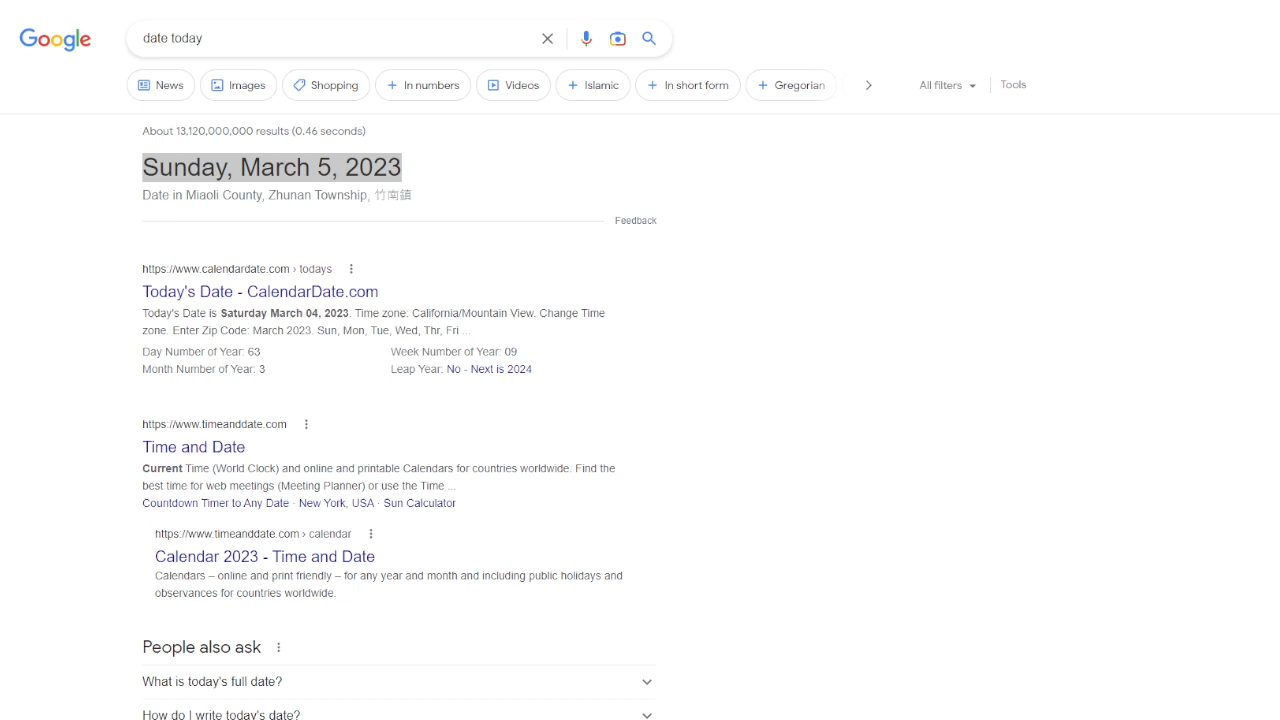 Google
date today
News
Images
Shopping
In numbers
Videos
Islamic
In short form
Gregorian
All filters
Tools
About 13,120,000,000 results (0.46 seconds)
Sunday, March 5, 2023
Date in Miaoli County, Zhunan Township, 竹南鎮
Feedback
https://www.calendardate.com › todays
Today's Date - CalendarDate.com
Today's Date is Saturday March 04, 2023. Time zone: California/Mountain View. Change Time
zone. Enter Zip Code: March 2023. Sun, Mon, Tue, Wed, Thr, Fri ...
Day Number of Year: 63
Week Number of Year: 09
Month Number of Year: 3
Leap Year: No - Next is 2024
https://www.timeanddate.com
Time and Date
Current Time (World Clock) and online and printable Calendars for countries worldwide. Find the
best time for web meetings (Meeting Planner) or use the Time ...
Countdown Timer to Any Date · New York, USA · Sun Calculator
https://www.timeanddate.com › calendar
Calendar 2023 - Time and Date
Calendars – online and print friendly – for any year and month and including public holidays and
observances for countries worldwide.
People also ask
What is today's full date?
How do I write today's date?